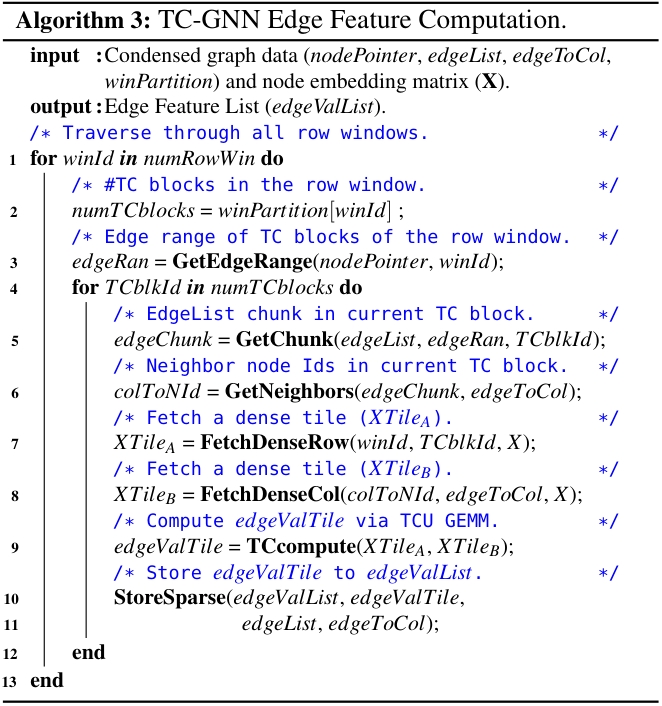 Algorithm 3: TC-GNN Edge Feature Computation.
input : Condensed graph data (nodePointer, edgeList, edgeToCol,
winPartition) and node embedding matrix (X).
output: Edge Feature List (edgeValList).
/* Traverse through all row windows. */
1 for winId in numRowWin do
/* #TC blocks in the row window. */
2 numTCblocks = winPartition[winId] ;
/* Edge range of TC blocks of the row window. */
3 edgeRan = GetEdgeRange(nodePointer, winId);
4 for TCblkId in numTCblocks do
/* EdgeList chunk in current TC block. */
5 edgeChunk = GetChunk(edgeList, edgeRan, TCblkId);
/* Neighbor node Ids in current TC block. */
6 colToNId = GetNeighbors(edgeChunk, edgeToCol);
/* Fetch a dense tile (XTile_A). */
7 XTile_A = FetchDenseRow(winId, TCblkId, X);
/* Fetch a dense tile (XTile_B). */
8 XTile_B = FetchDenseCol(colToNId, edgeToCol, X);
/* Compute edgeValTile via TCU GEMM. */
9 edgeValTile = TCcompute(XTile_A, XTile_B);
/* Store edgeValTile to edgeValList. */
10 StoreSparse(edgeValList, edgeValTile,
11 edgeList, edgeToCol);
12 end
13 end